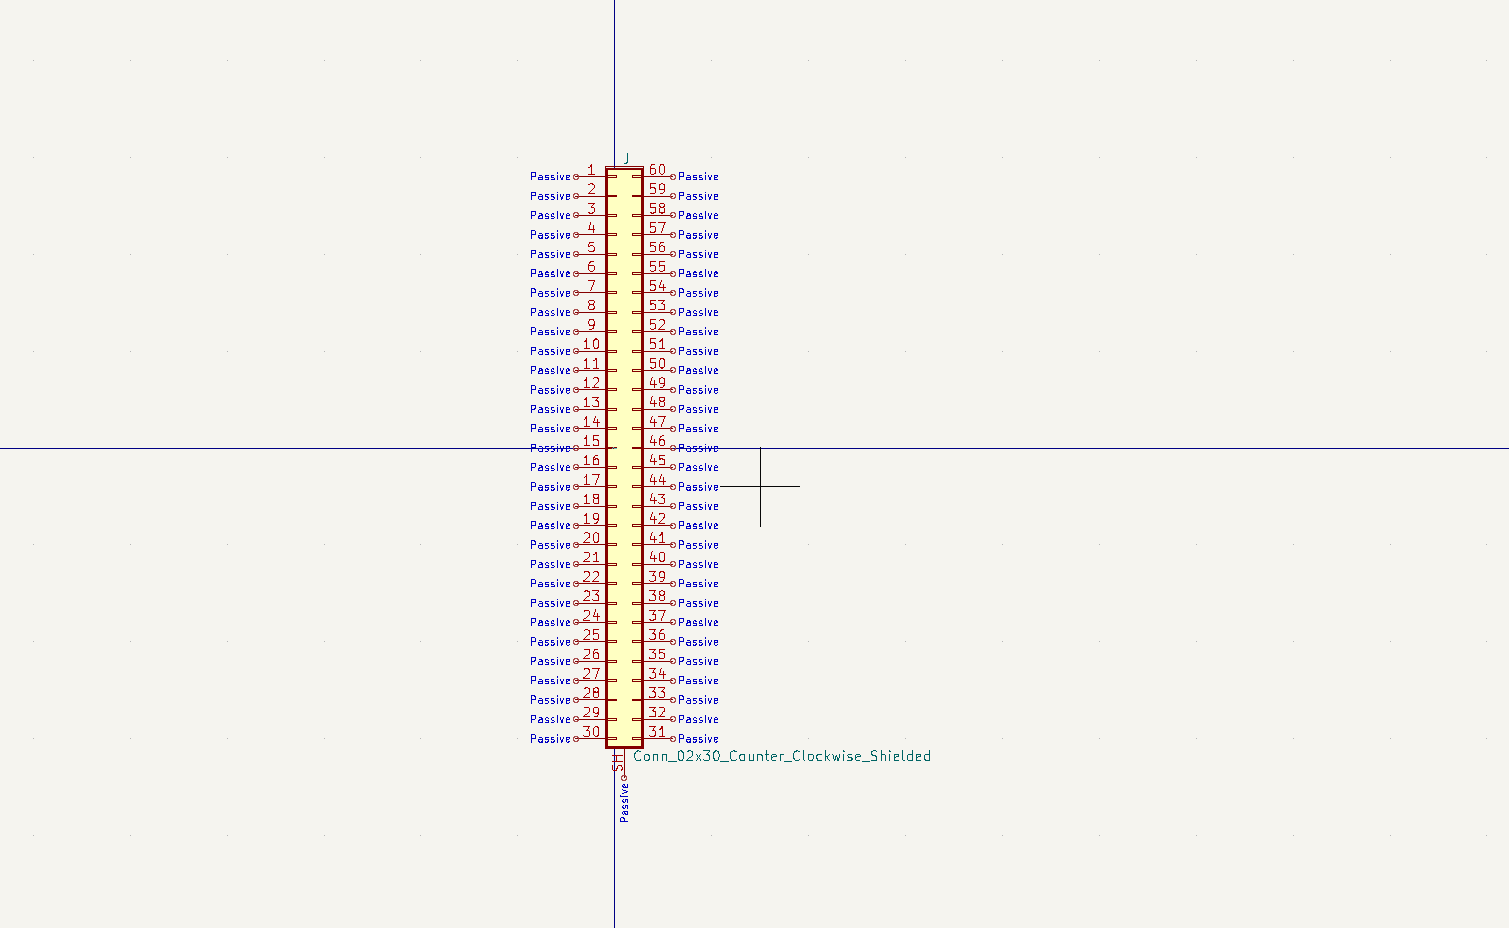 J
Passive 1 60 Passive
Passive 2 59 Passive
Passive 3 58 Passive
Passive 4 57 Passive
Passive 5 56 Passive
Passive 6 55 Passive
Passive 7 54 Passive
Passive 8 53 Passive
Passive 9 52 Passive
Passive 10 51 Passive
Passive 11 50 Passive
Passive 12 49 Passive
Passive 13 48 Passive
Passive 14 47 Passive
Passive 15 46 Passive
Passive 16 45 Passive
Passive 17 44 Passive
Passive 18 43 Passive
Passive 19 42 Passive
Passive 20 41 Passive
Passive 21 40 Passive
Passive 22 39 Passive
Passive 23 38 Passive
Passive 24 37 Passive
Passive 25 36 Passive
Passive 26 35 Passive
Passive 27 34 Passive
Passive 28 33 Passive
Passive 29 32 Passive
Passive 30 31 Passive
SH
Conn_02x30_Counter_Clockwise_Shielded
Passive